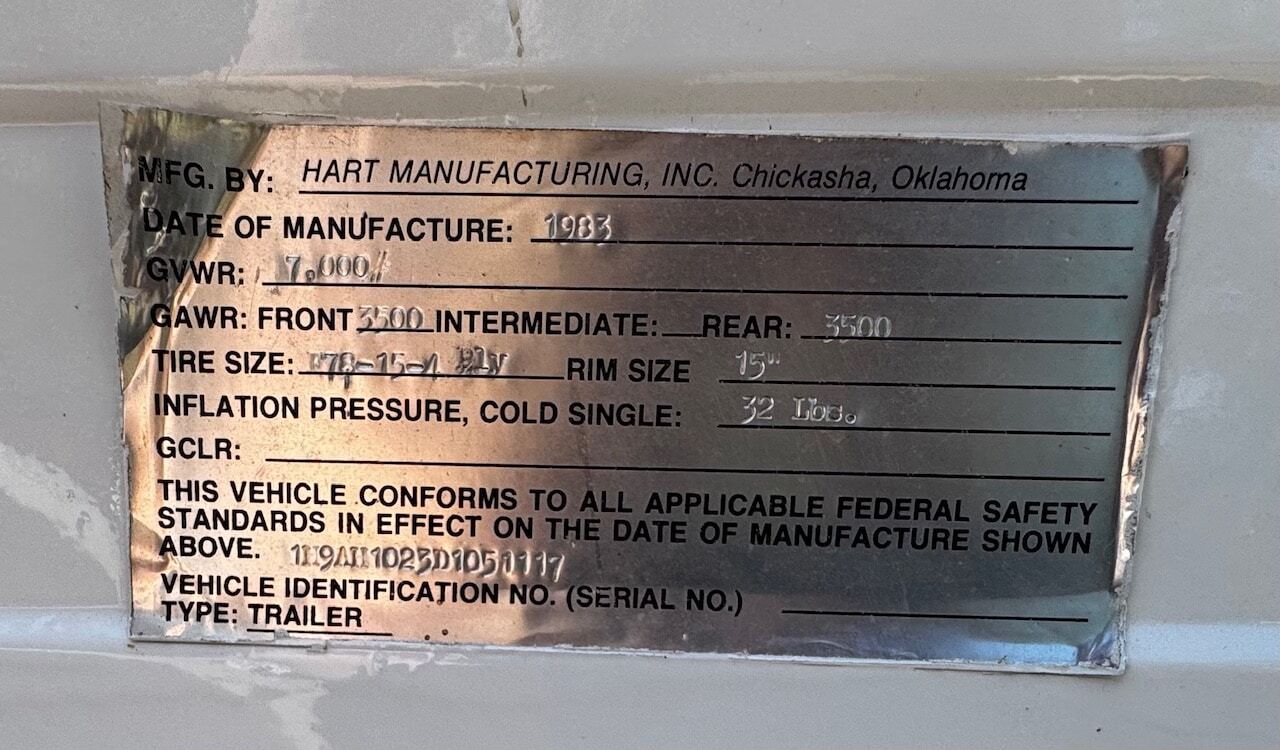 MFG. BY: HART MANUFACTURING, INC. Chickasha, Oklahoma
DATE OF MANUFACTURE: 1983
GVWR: 7,000#
GAWR: FRONT 3500 INTERMEDIATE: REAR: 3500
TIRE SIZE: RIM SIZE 15"
INFLATION PRESSURE, COLD SINGLE: 32 Lbs.
GCLR:
THIS VEHICLE CONFORMS TO ALL APPLICABLE FEDERAL SAFETY
STANDARDS IN EFFECT ON THE DATE OF MANUFACTURE SHOWN
ABOVE.
VEHICLE IDENTIFICATION NO. (SERIAL NO.)
TYPE: TRAILER